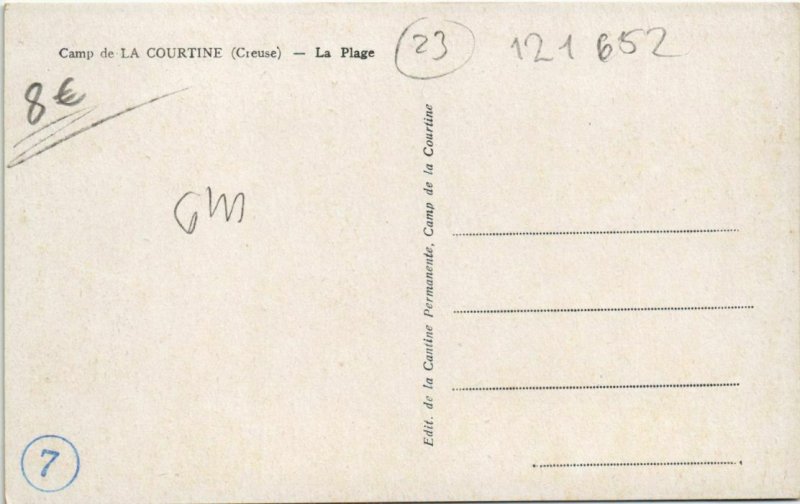 Camp de LA COURTINE (Creuse) — La Plage
23
121652
8€
GM
Edit. de la Cantine Permanente, Camp de la Courtine
7